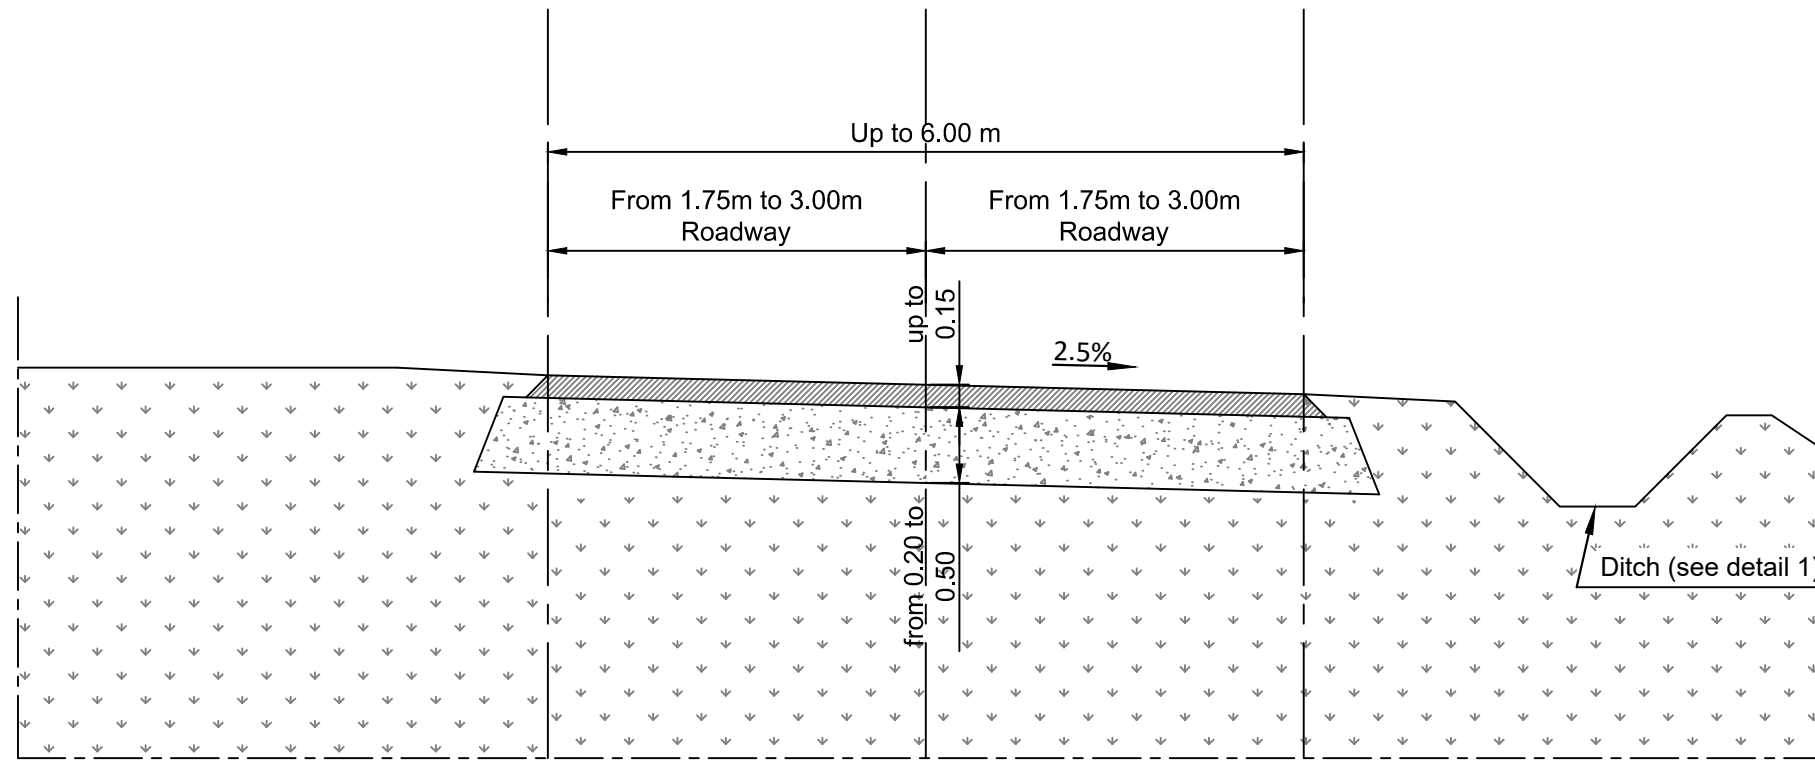 Up to 6.00 m
From 1.75m to 3.00m
Roadway
From 1.75m to 3.00m
Roadway
up to
0.15
2.5%
from 0.20 to
0.50
Ditch (see detail 1)